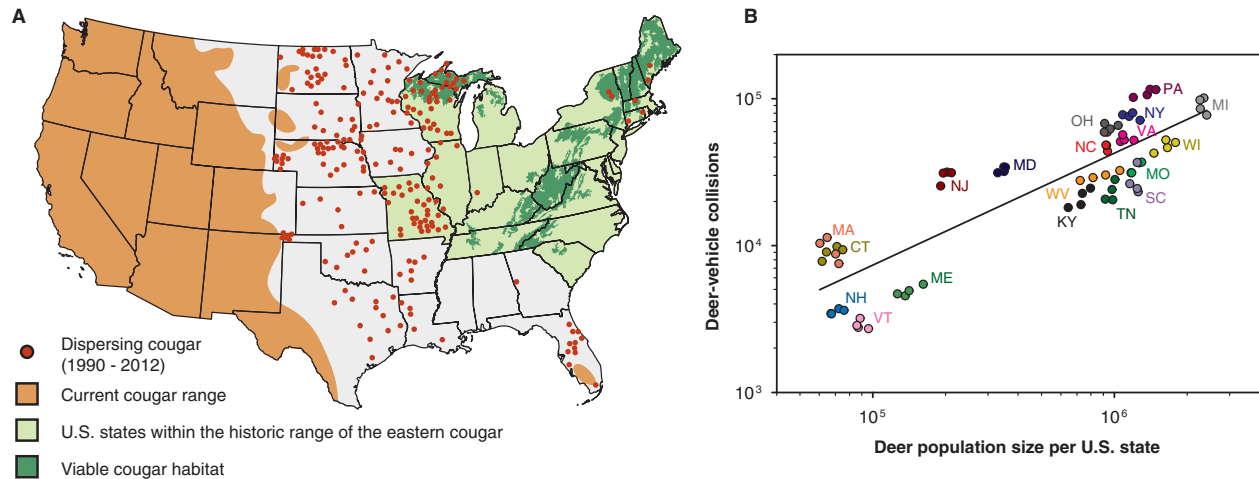 A
Dispersing cougar
(1990 - 2012)
Current cougar range
U.S. states within the historic range of the eastern cougar
Viable cougar habitat
B
Deer-vehicle collisions
10⁵
10⁴
10³
PA
MI
NY
OH
VA
NC
WI
MD
NJ
MO
WV
SC
KY
TN
MA
CT
ME
NH
VT
10⁵
10⁶
Deer population size per U.S. state